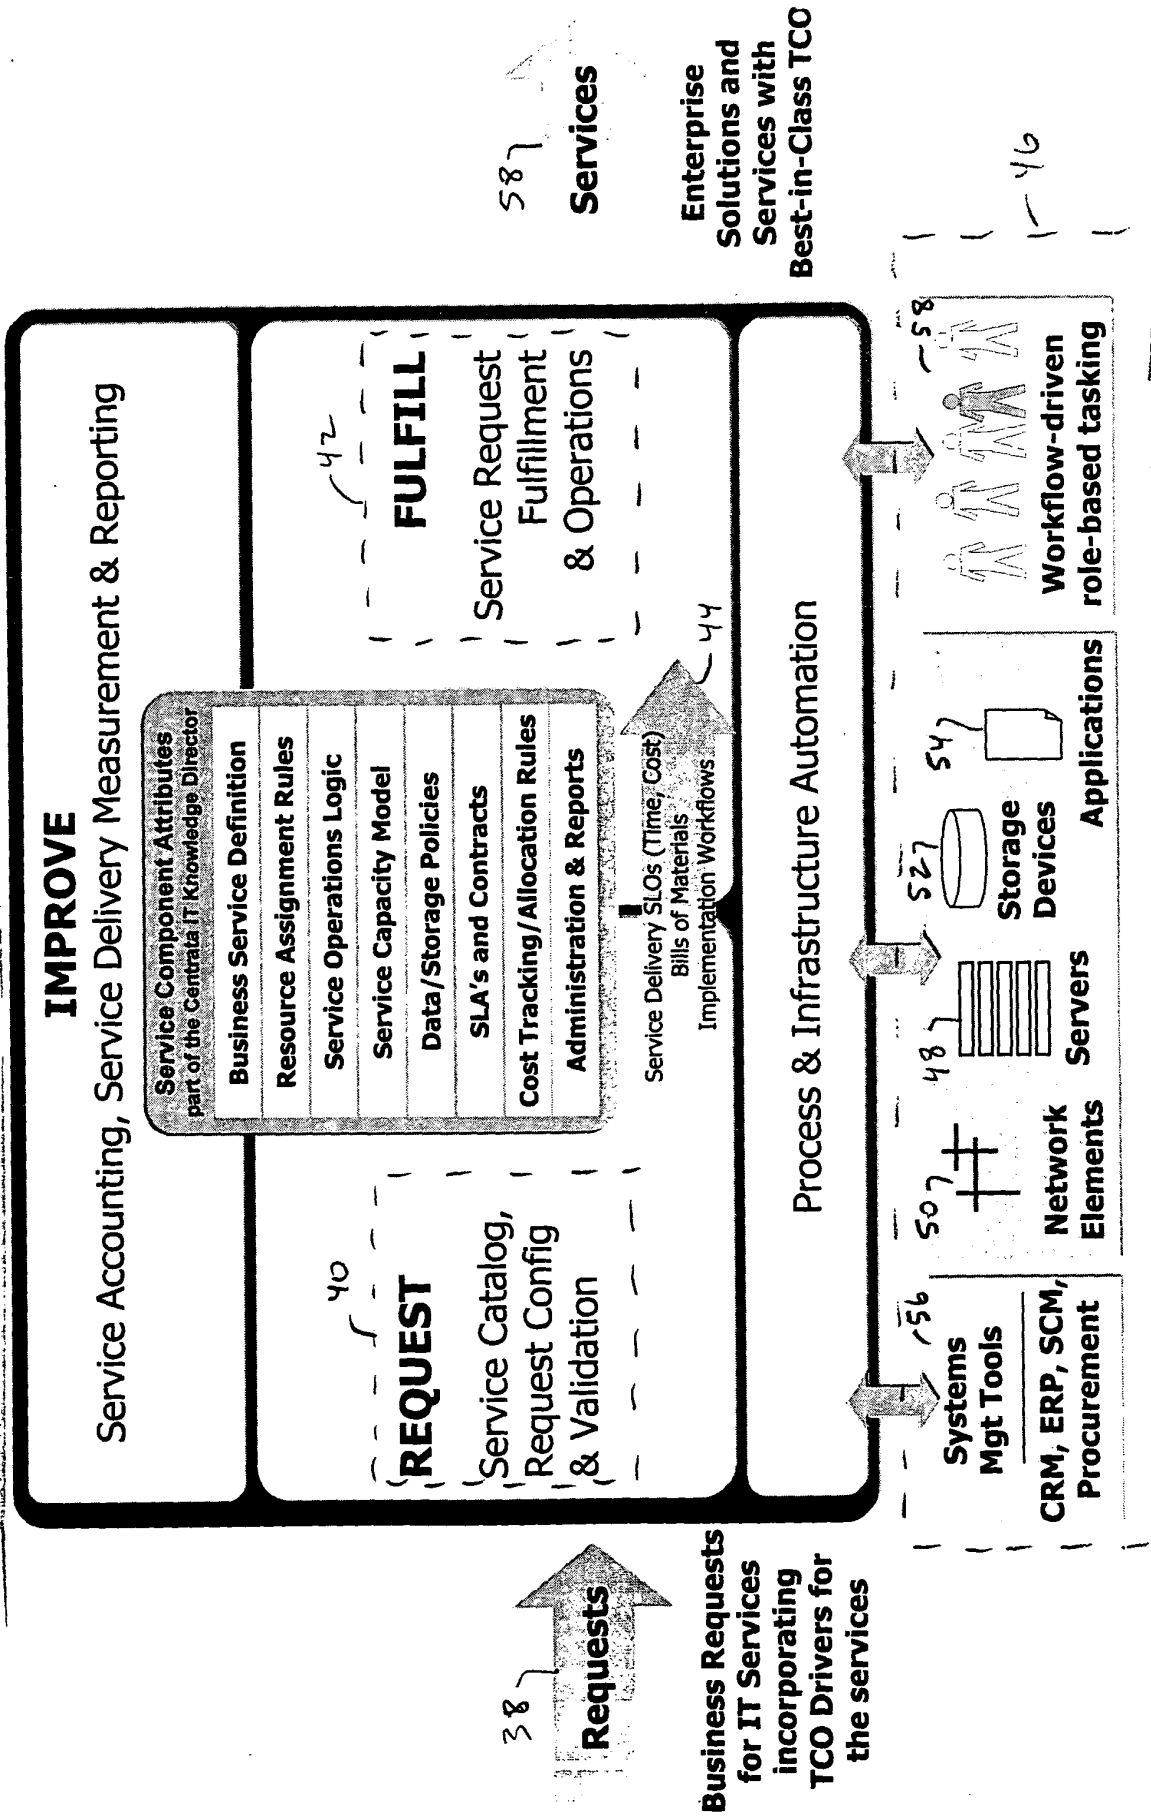 IMPROVE
Service Accounting, Service Delivery Measurement & Reporting
Service Component Attributes
part of the Centrata IT Knowledge Director
Business Service Definition
Resource Assignment Rules
Service Operations Logic
Service Capacity Model
Data/Storage Policies
SLA's and Contracts
Cost Tracking/Allocation Rules
Administration & Reports
38
Requests
Business Requests
for IT Services
incorporating
TCO Drivers for
the services
40
REQUEST
Service Catalog,
Request Config
& Validation
Service Delivery SLOs (Time, Cost)
Bills of Materials
Implementation Workflows
44
42
FULFILL
Service Request
Fulfillment
& Operations
58
Services
Enterprise
Solutions and
Services with
Best-in-Class TCO
Process & Infrastructure Automation
56
Systems
Mgt Tools
CRM, ERP, SCM,
Procurement
50
Network
Elements
48
Servers
52
Storage
Devices
54
Applications
58
Workflow-driven
role-based tasking
46